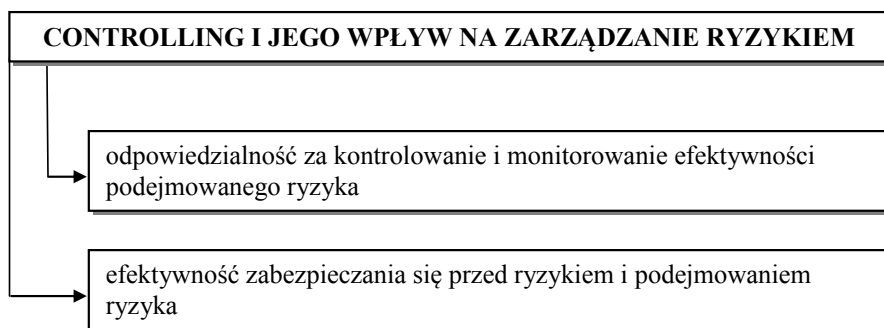 CONTROLLING I JEGO WPŁYW NA ZARZĄDZANIE RYZYKIEM
odpowiedzialność za kontrolowanie i monitorowanie efektywności
podejmowanego ryzyka
efektywność zabezpieczania się przed ryzykiem i podejmowaniem
ryzyka